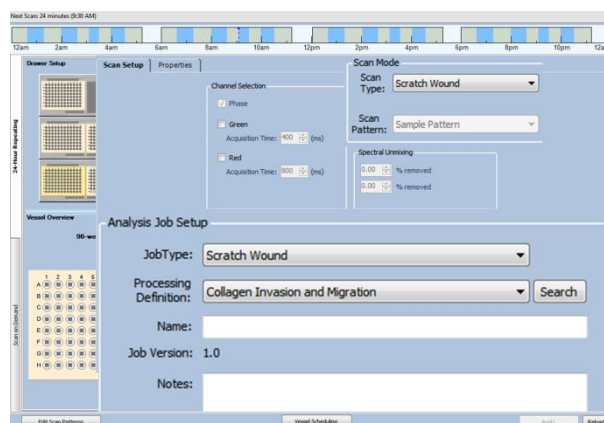 Next Scan: 24 minutes (9:30 AM)
12am 2am 4am 6am 8am 10am 12pm 2pm 4pm 6pm 8pm 10pm 12a
Drawer Setup
Scan Setup Properties
Scan Mode
Scan Type: Scratch Wound
Scan Pattern: Sample Pattern
Channel Selection
Phase
Green
Acquisition Time: 400 (ms)
Red
Acquisition Time: 800 (ms)
Spectral Unmixing
0.00 % removed
0.00 % removed
24-Hour Repeating
Scan on Demand
Vessel Overview
96-we
1 2 3 4 5
A
B
C
D
E
F
G
H
Analysis Job Setup
JobType: Scratch Wound
Processing Definition: Collagen Invasion and Migration Search
Name:
Job Version: 1.0
Notes:
Edit Scan Patterns Vessel Scheduling Apply Reload